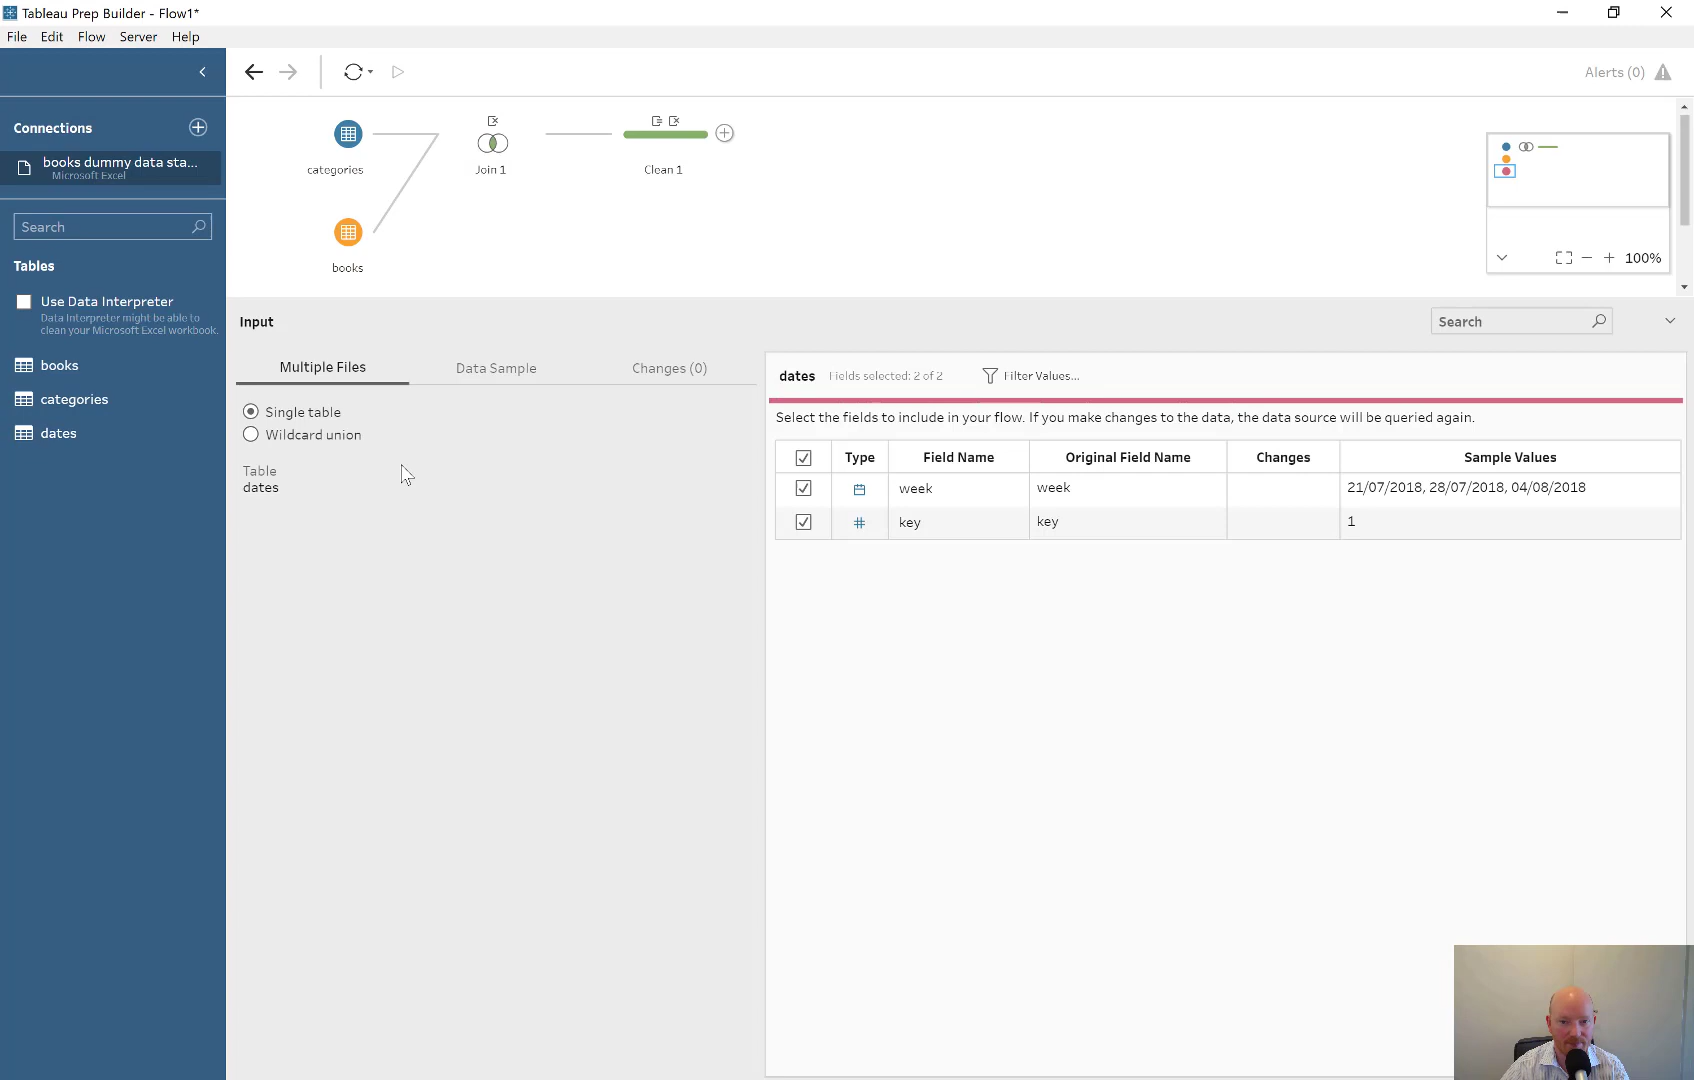 Tableau Prep Builder - Flow1*
File Edit Flow Server Help
Alerts (0)
Connections
books dummy data sta...
Microsoft Excel
Search
Tables
Use Data Interpreter
Data Interpreter might be able to
clean your Microsoft Excel workbook.
books
categories
dates
categories
Join 1
Clean 1
books
100%
Input
Search
Multiple Files
Data Sample
Changes (0)
Single table
Wildcard union
Table
dates
dates Fields selected: 2 of 2 Filter Values...
Select the fields to include in your flow. If you make changes to the data, the data source will be queried again.
Type Field Name Original Field Name Changes Sample Values
week week 21/07/2018, 28/07/2018, 04/08/2018
# key key 1